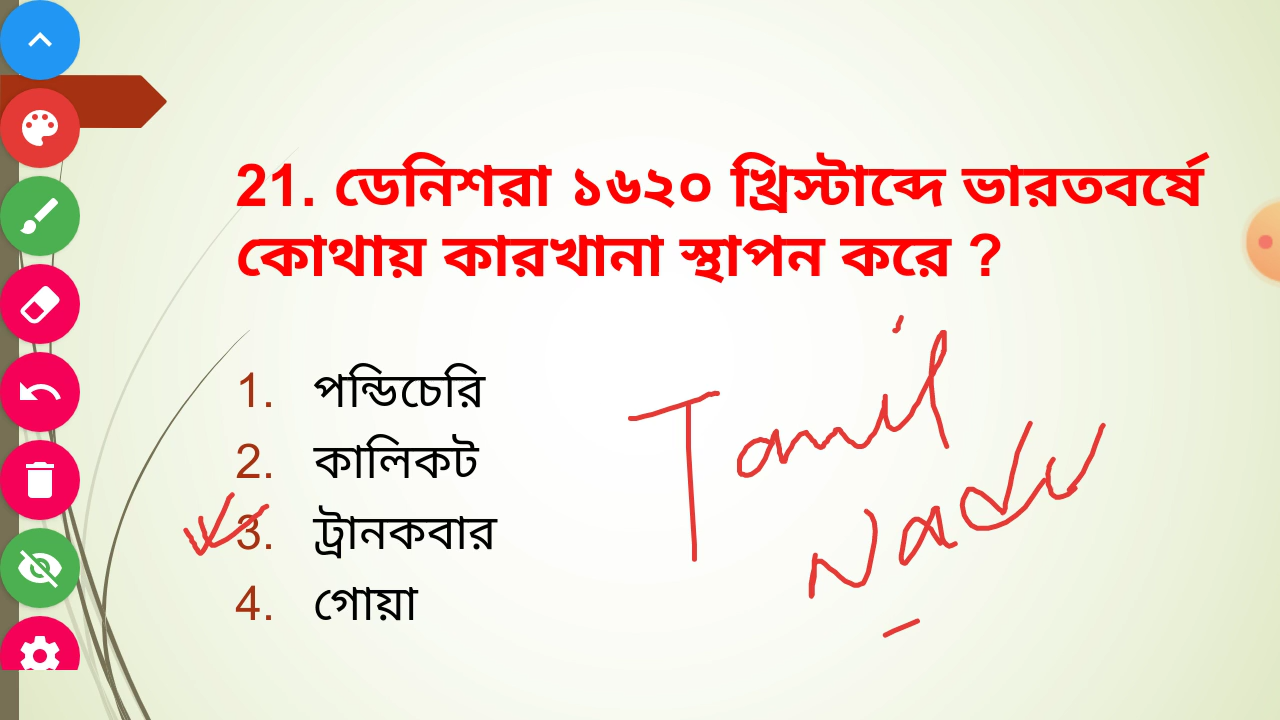 21. ডেনিশরা ১৬২০ খ্রিস্টাব্দে ভারতবর্ষে
কোথায় কারখানা স্থাপন করে ?
1. পন্ডিচেরি
2. কালিকট
3. ট্রানকবার
4. গোয়া
Tamil
Nadu